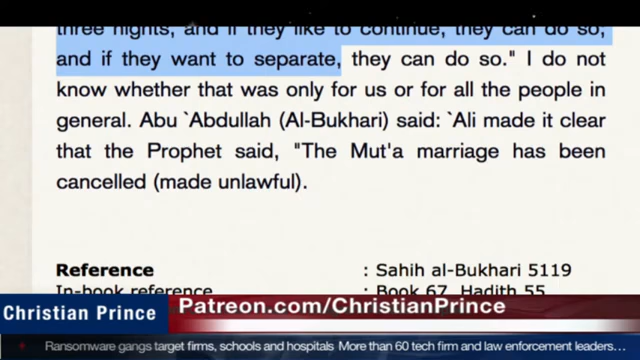 three nights, and if they like to continue, they can do so,
and if they want to separate, they can do so." I do not
know whether that was only for us or for all the people in
general. Abu `Abdullah (Al-Bukhari) said: `Ali made it clear
that the Prophet said, "The Mut'a marriage has been
cancelled (made unlawful).
Reference : Sahih al-Bukhari 5119
In-book reference : Book 67, Hadith 55
Christian Prince
Patreon.com/ChristianPrince
Ransomware gangs target firms, schools and hospitals More than 60 tech firm and law enforcement leaders…